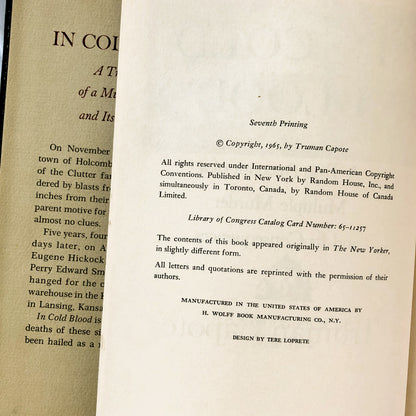 IN COLD
A T
of a Mu
and Its
On November
town of Holcomb
of the Clutter fa
dered by blasts fro
inches from their
parent motive for
almost no clues.
Five years, four
days later, on A
Eugene Hickock
Perry Edward Sm
hanged for the c
warehouse in the K
in Lansing, Kansa
In Cold Blood is
deaths of these si
been hailed as a
Seventh Printing
© Copyright, 1965, by Truman Capote
All rights reserved under International and Pan-American Copyright
Conventions. Published in New York by Random House, Inc., and
simultaneously in Toronto, Canada, by Random House of Canada
Limited.
Library of Congress Catalog Card Number: 65-11257
The contents of this book appeared originally in The New Yorker,
in slightly different form.
All letters and quotations are reprinted with the permission of their
authors.
MANUFACTURED IN THE UNITED STATES OF AMERICA BY
H. WOLFF BOOK MANUFACTURING CO., N.Y.
DESIGN BY TERE LOPRETE